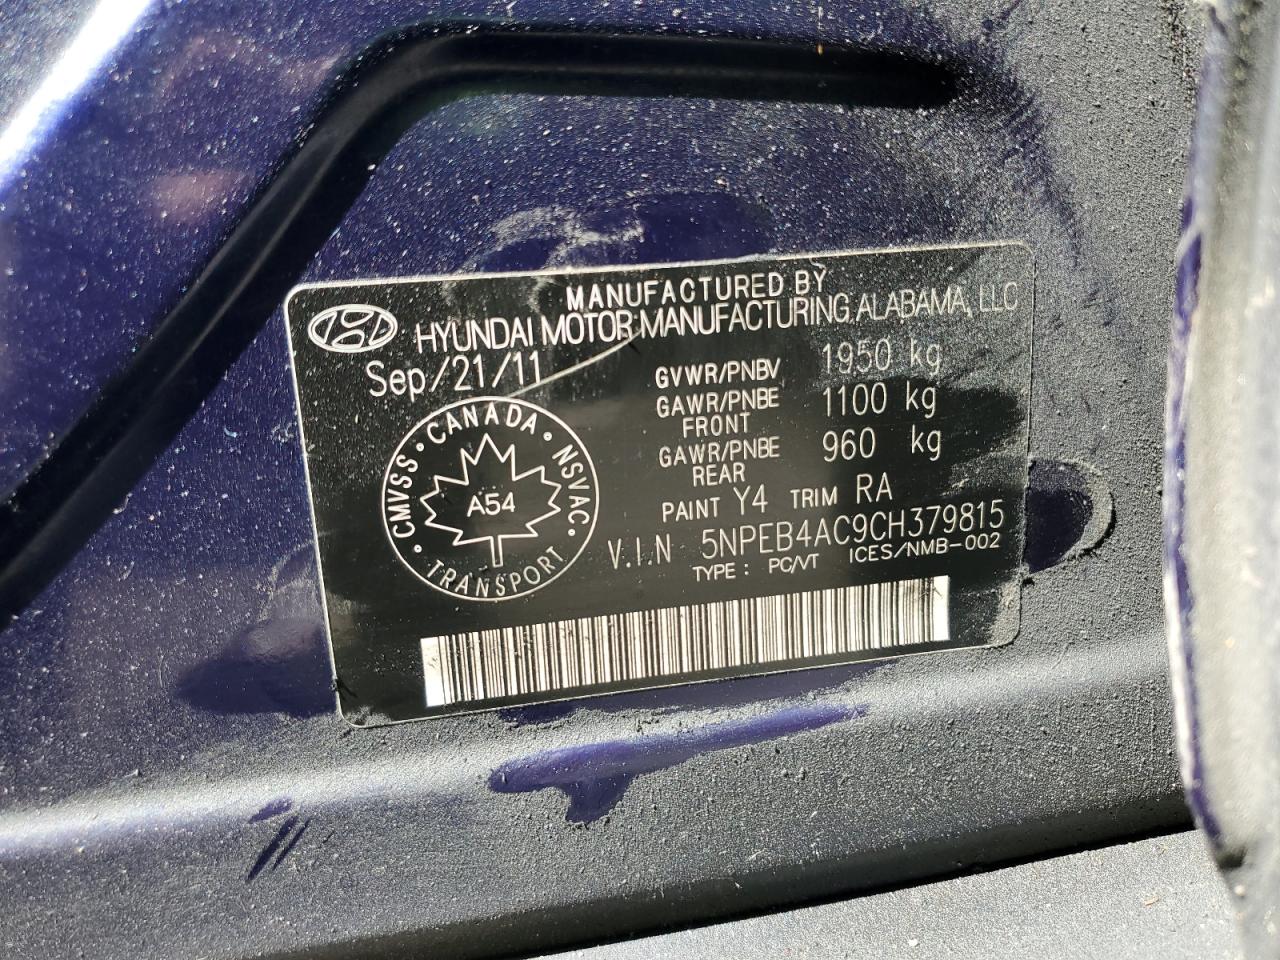 MANUFACTURED BY
HYUNDAI MOTOR MANUFACTURING ALABAMA, LLC
Sep/21/11
GVWR/PNBV 1950 kg
GAWR/PNBE FRONT 1100 kg
GAWR/PNBE REAR 960 kg
PAINT Y4 TRIM RA
V.I.N 5NPEB4AC9CH379815
TYPE : PC/VT ICES/NMB-002
CMVSS · CANADA · NSVAC · TRANSPORT ·
A54